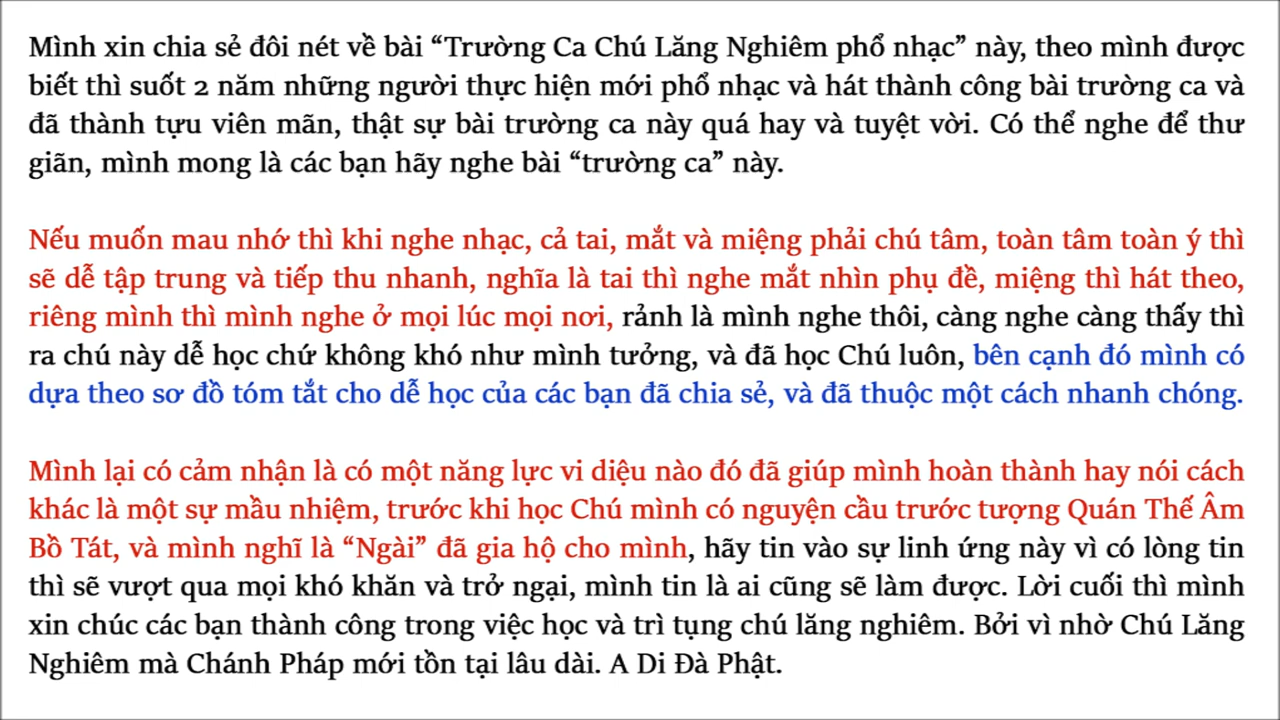 Mình xin chia sẻ đôi nét về bài “Trường Ca Chú Lăng Nghiêm phổ nhạc” này, theo mình được
biết thì suốt 2 năm những người thực hiện mới phổ nhạc và hát thành công bài trường ca và
đã thành tựu viên mãn, thật sự bài trường ca này quá hay và tuyệt vời. Có thể nghe để thư
giãn, mình mong là các bạn hãy nghe bài “trường ca” này.
Nếu muốn mau nhớ thì khi nghe nhạc, cả tai, mắt và miệng phải chú tâm, toàn tâm toàn ý thì
sẽ dễ tập trung và tiếp thu nhanh, nghĩa là tai thì nghe mắt nhìn phụ đề, miệng thì hát theo,
riêng mình thì mình nghe ở mọi lúc mọi nơi, rảnh là mình nghe thôi, càng nghe càng thấy thì
ra chú này dễ học chứ không khó như mình tưởng, và đã học Chú luôn, bên cạnh đó mình có
dựa theo sơ đồ tóm tắt cho dễ học của các bạn đã chia sẻ, và đã thuộc một cách nhanh chóng.
Mình lại có cảm nhận là có một năng lực vi diệu nào đó đã giúp mình hoàn thành hay nói cách
khác là một sự mầu nhiệm, trước khi học Chú mình có nguyện cầu trước tượng Quán Thế Âm
Bồ Tát, và mình nghĩ là “Ngài” đã gia hộ cho mình, hãy tin vào sự linh ứng này vì có lòng tin
thì sẽ vượt qua mọi khó khăn và trở ngại, mình tin là ai cũng sẽ làm được. Lời cuối thì mình
xin chúc các bạn thành công trong việc học và trì tụng chú lăng nghiêm. Bởi vì nhờ Chú Lăng
Nghiêm mà Chánh Pháp mới tồn tại lâu dài. A Di Đà Phật.